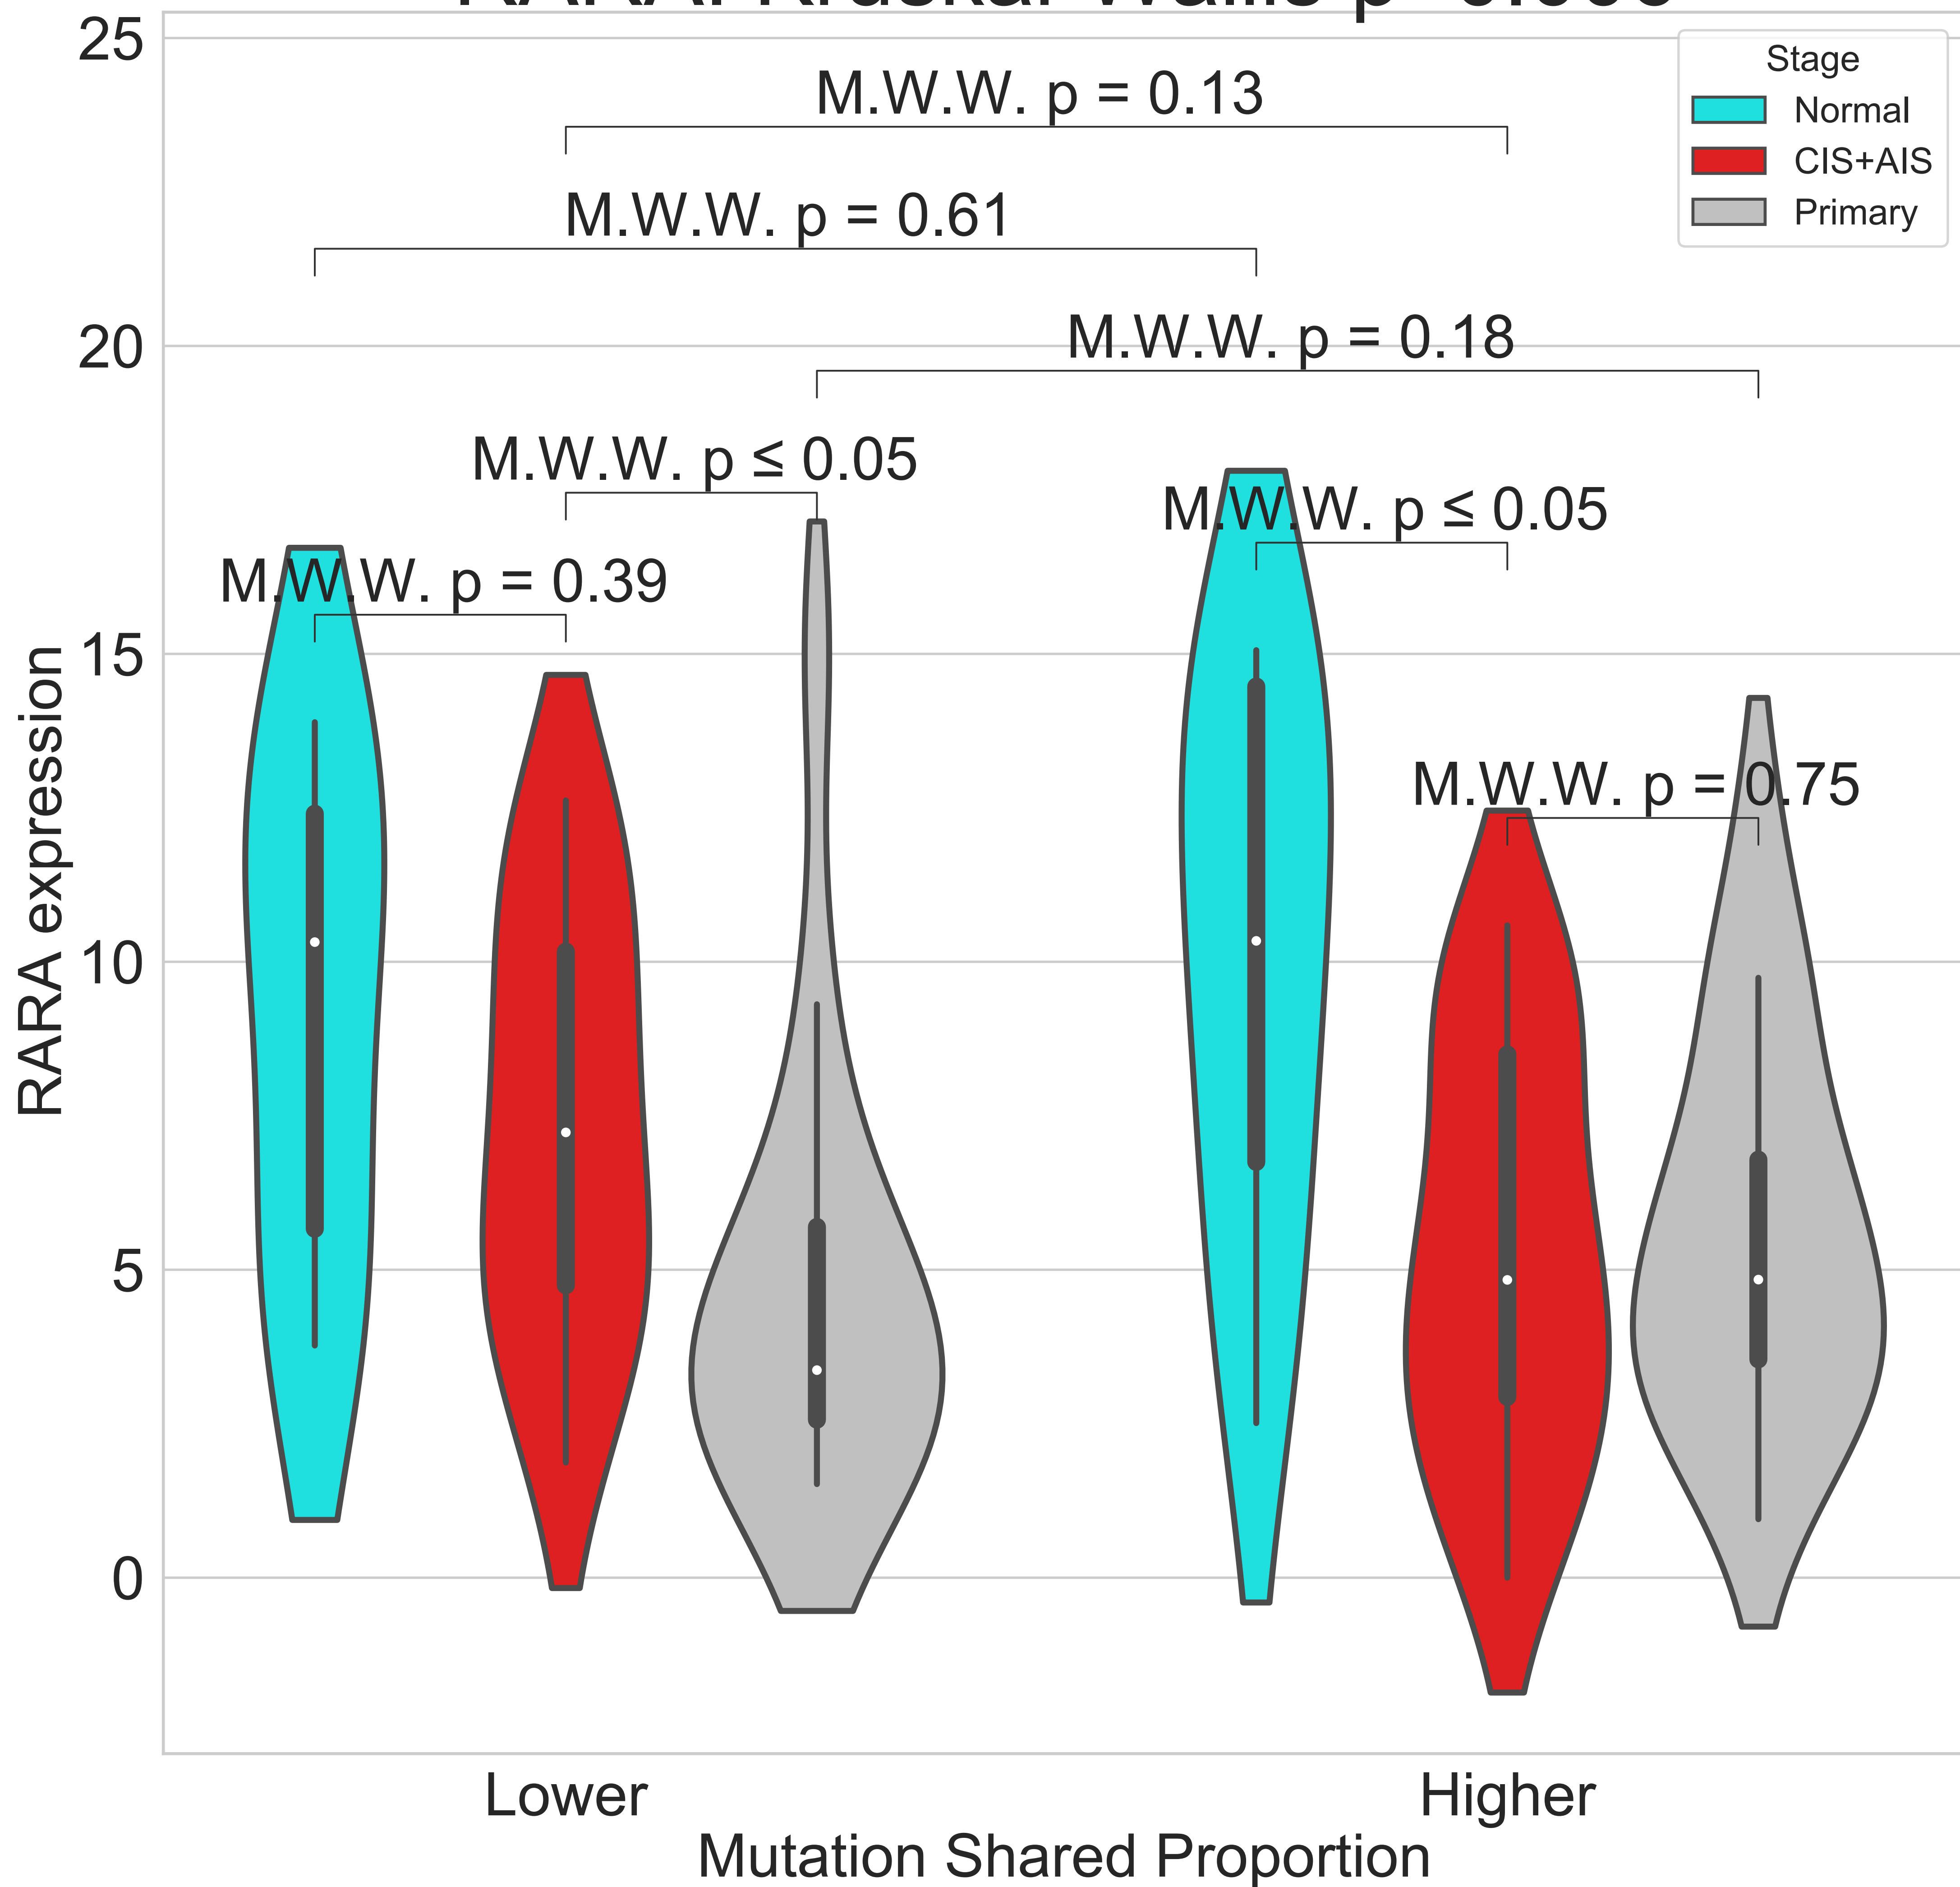 25
Stage
Normal
CIS+AIS
Primary
M.W.W. p = 0.13
M.W.W. p = 0.61
20
M.W.W. p = 0.18
M.W.W. p ≤ 0.05
M.W.W. p ≤ 0.05
M.W.W. p = 0.39
15
M.W.W. p = 0.75
RARA expression
10
5
0
Lower
Higher
Mutation Shared Proportion